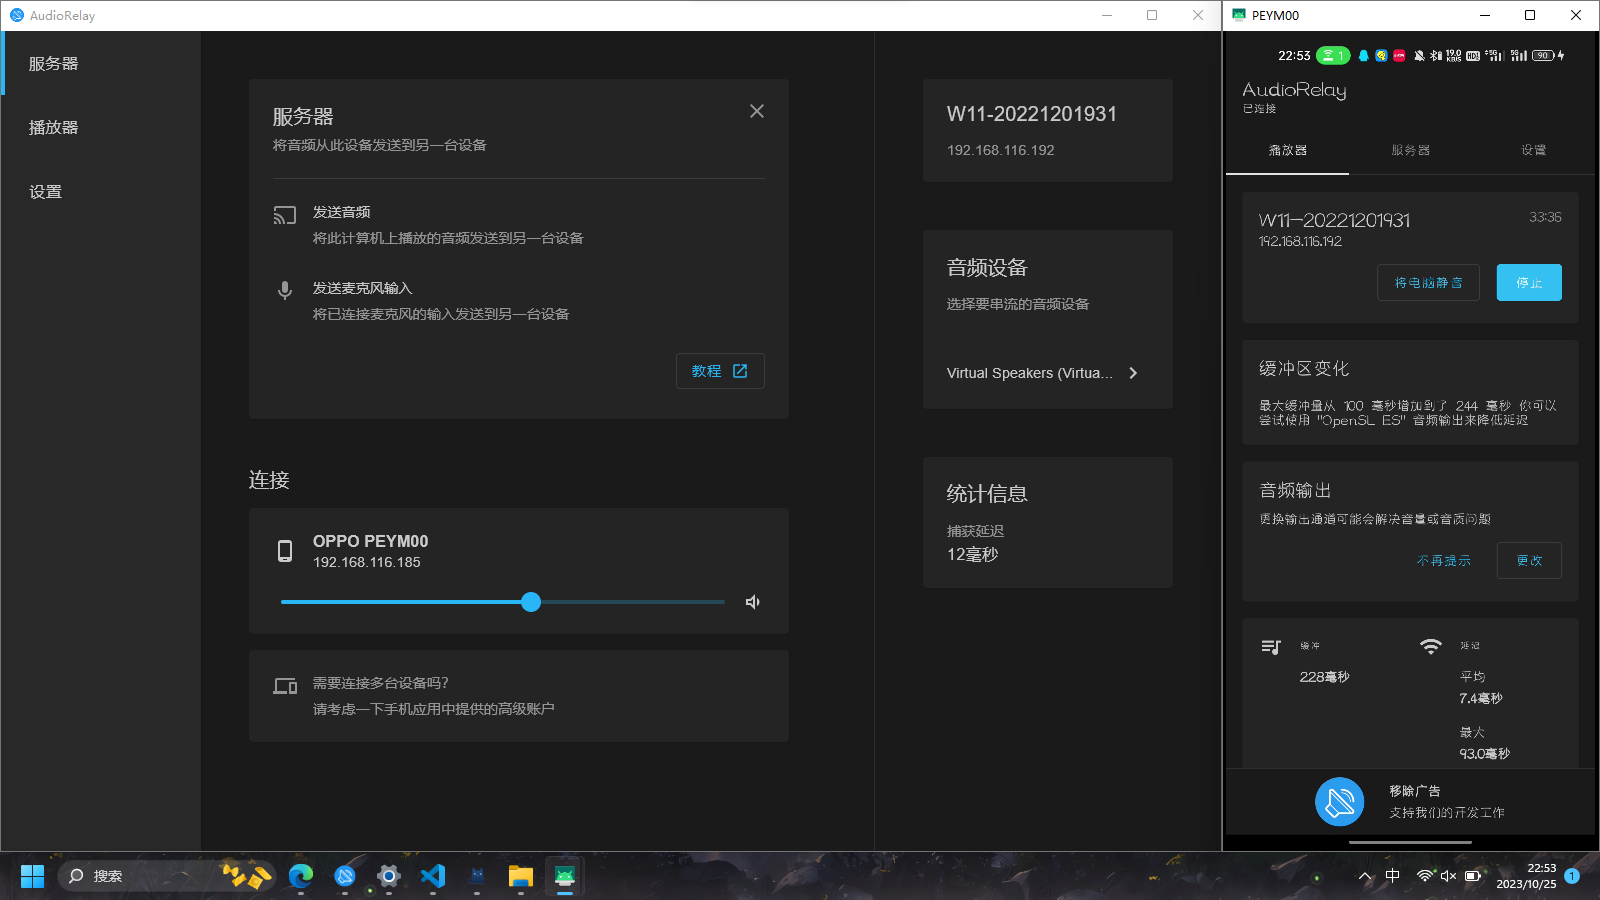 AudioRelay
服务器
播放器
设置
服务器
将音频从此设备发送到另一台设备
发送音频
将此计算机上播放的音频发送到另一台设备
发送麦克风输入
将已连接麦克风的输入发送到另一台设备
教程
连接
OPPO PEYM00
192.168.116.185
需要连接多台设备吗?
请考虑一下手机应用中提供的高级账户
W11-20221201931
192.168.116.192
音频设备
选择要串流的音频设备
Virtual Speakers (Virtua...
统计信息
捕获延迟
12毫秒
PEYM00
22:53 1 19.0 KB/S HD 5G 5G 90
AudioRelay
已连接
播放器 服务器 设置
W11-20221201931 33:36
192.168.116.192
将电脑静音 停止
缓冲区变化
最大缓冲量从 100 毫秒增加到了 244 毫秒 你可以
尝试使用 "OpenSL ES" 音频输出来降低延迟
音频输出
更换输出通道可能会解决音量或音质问题
不再提示 更改
缓冲 延迟
228毫秒 平均
7.4毫秒
最大
93.0毫秒
移除广告
支持我们的开发工作
搜索
中
22:53
2023/10/25
1